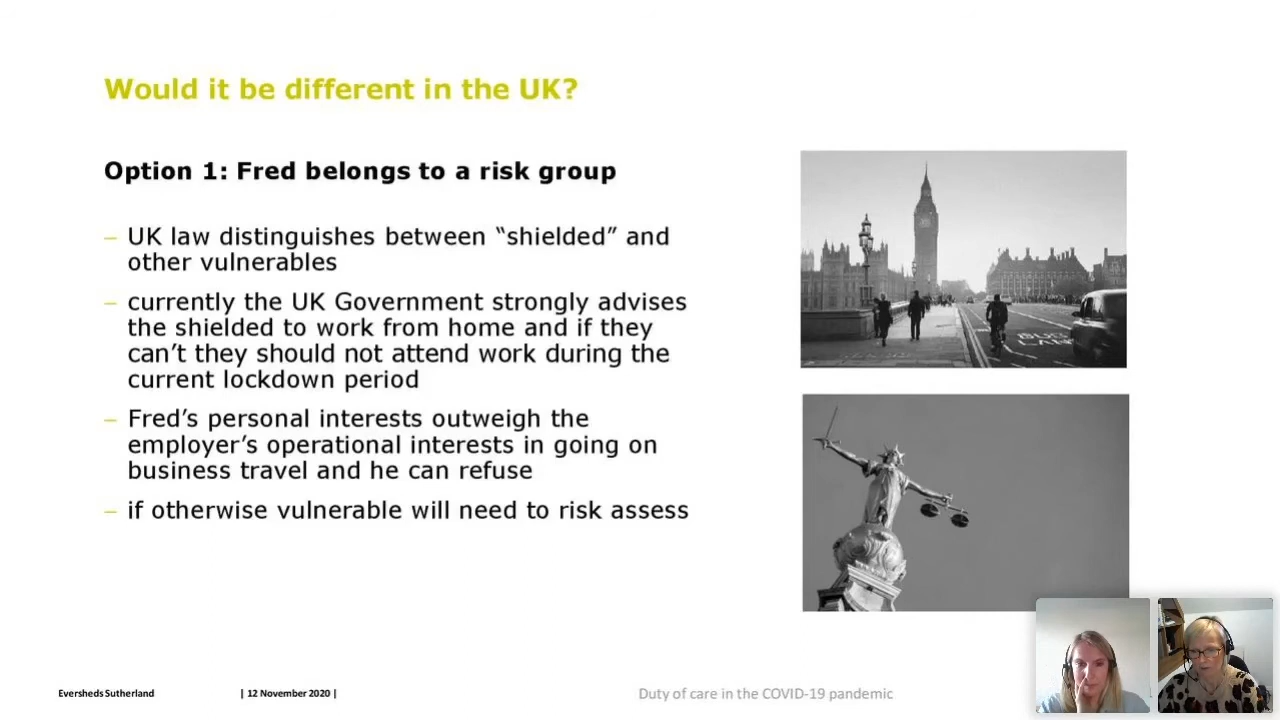 Would it be different in the UK?
Option 1: Fred belongs to a risk group
– UK law distinguishes between “shielded” and
other vulnerables
– currently the UK Government strongly advises
the shielded to work from home and if they
can’t they should not attend work during the
current lockdown period
– Fred’s personal interests outweigh the
employer’s operational interests in going on
business travel and he can refuse
– if otherwise vulnerable will need to risk assess
BUS
LANE
Eversheds Sutherland | 12 November 2020 | Duty of care in the COVID-19 pandemic